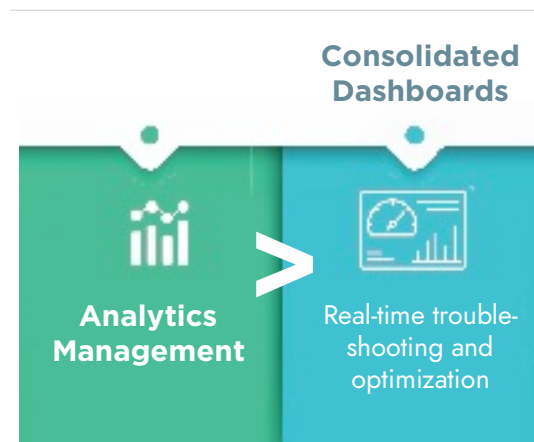 Consolidated
Dashboards
>
Analytics
Management
Real-time trouble-
shooting and
optimization